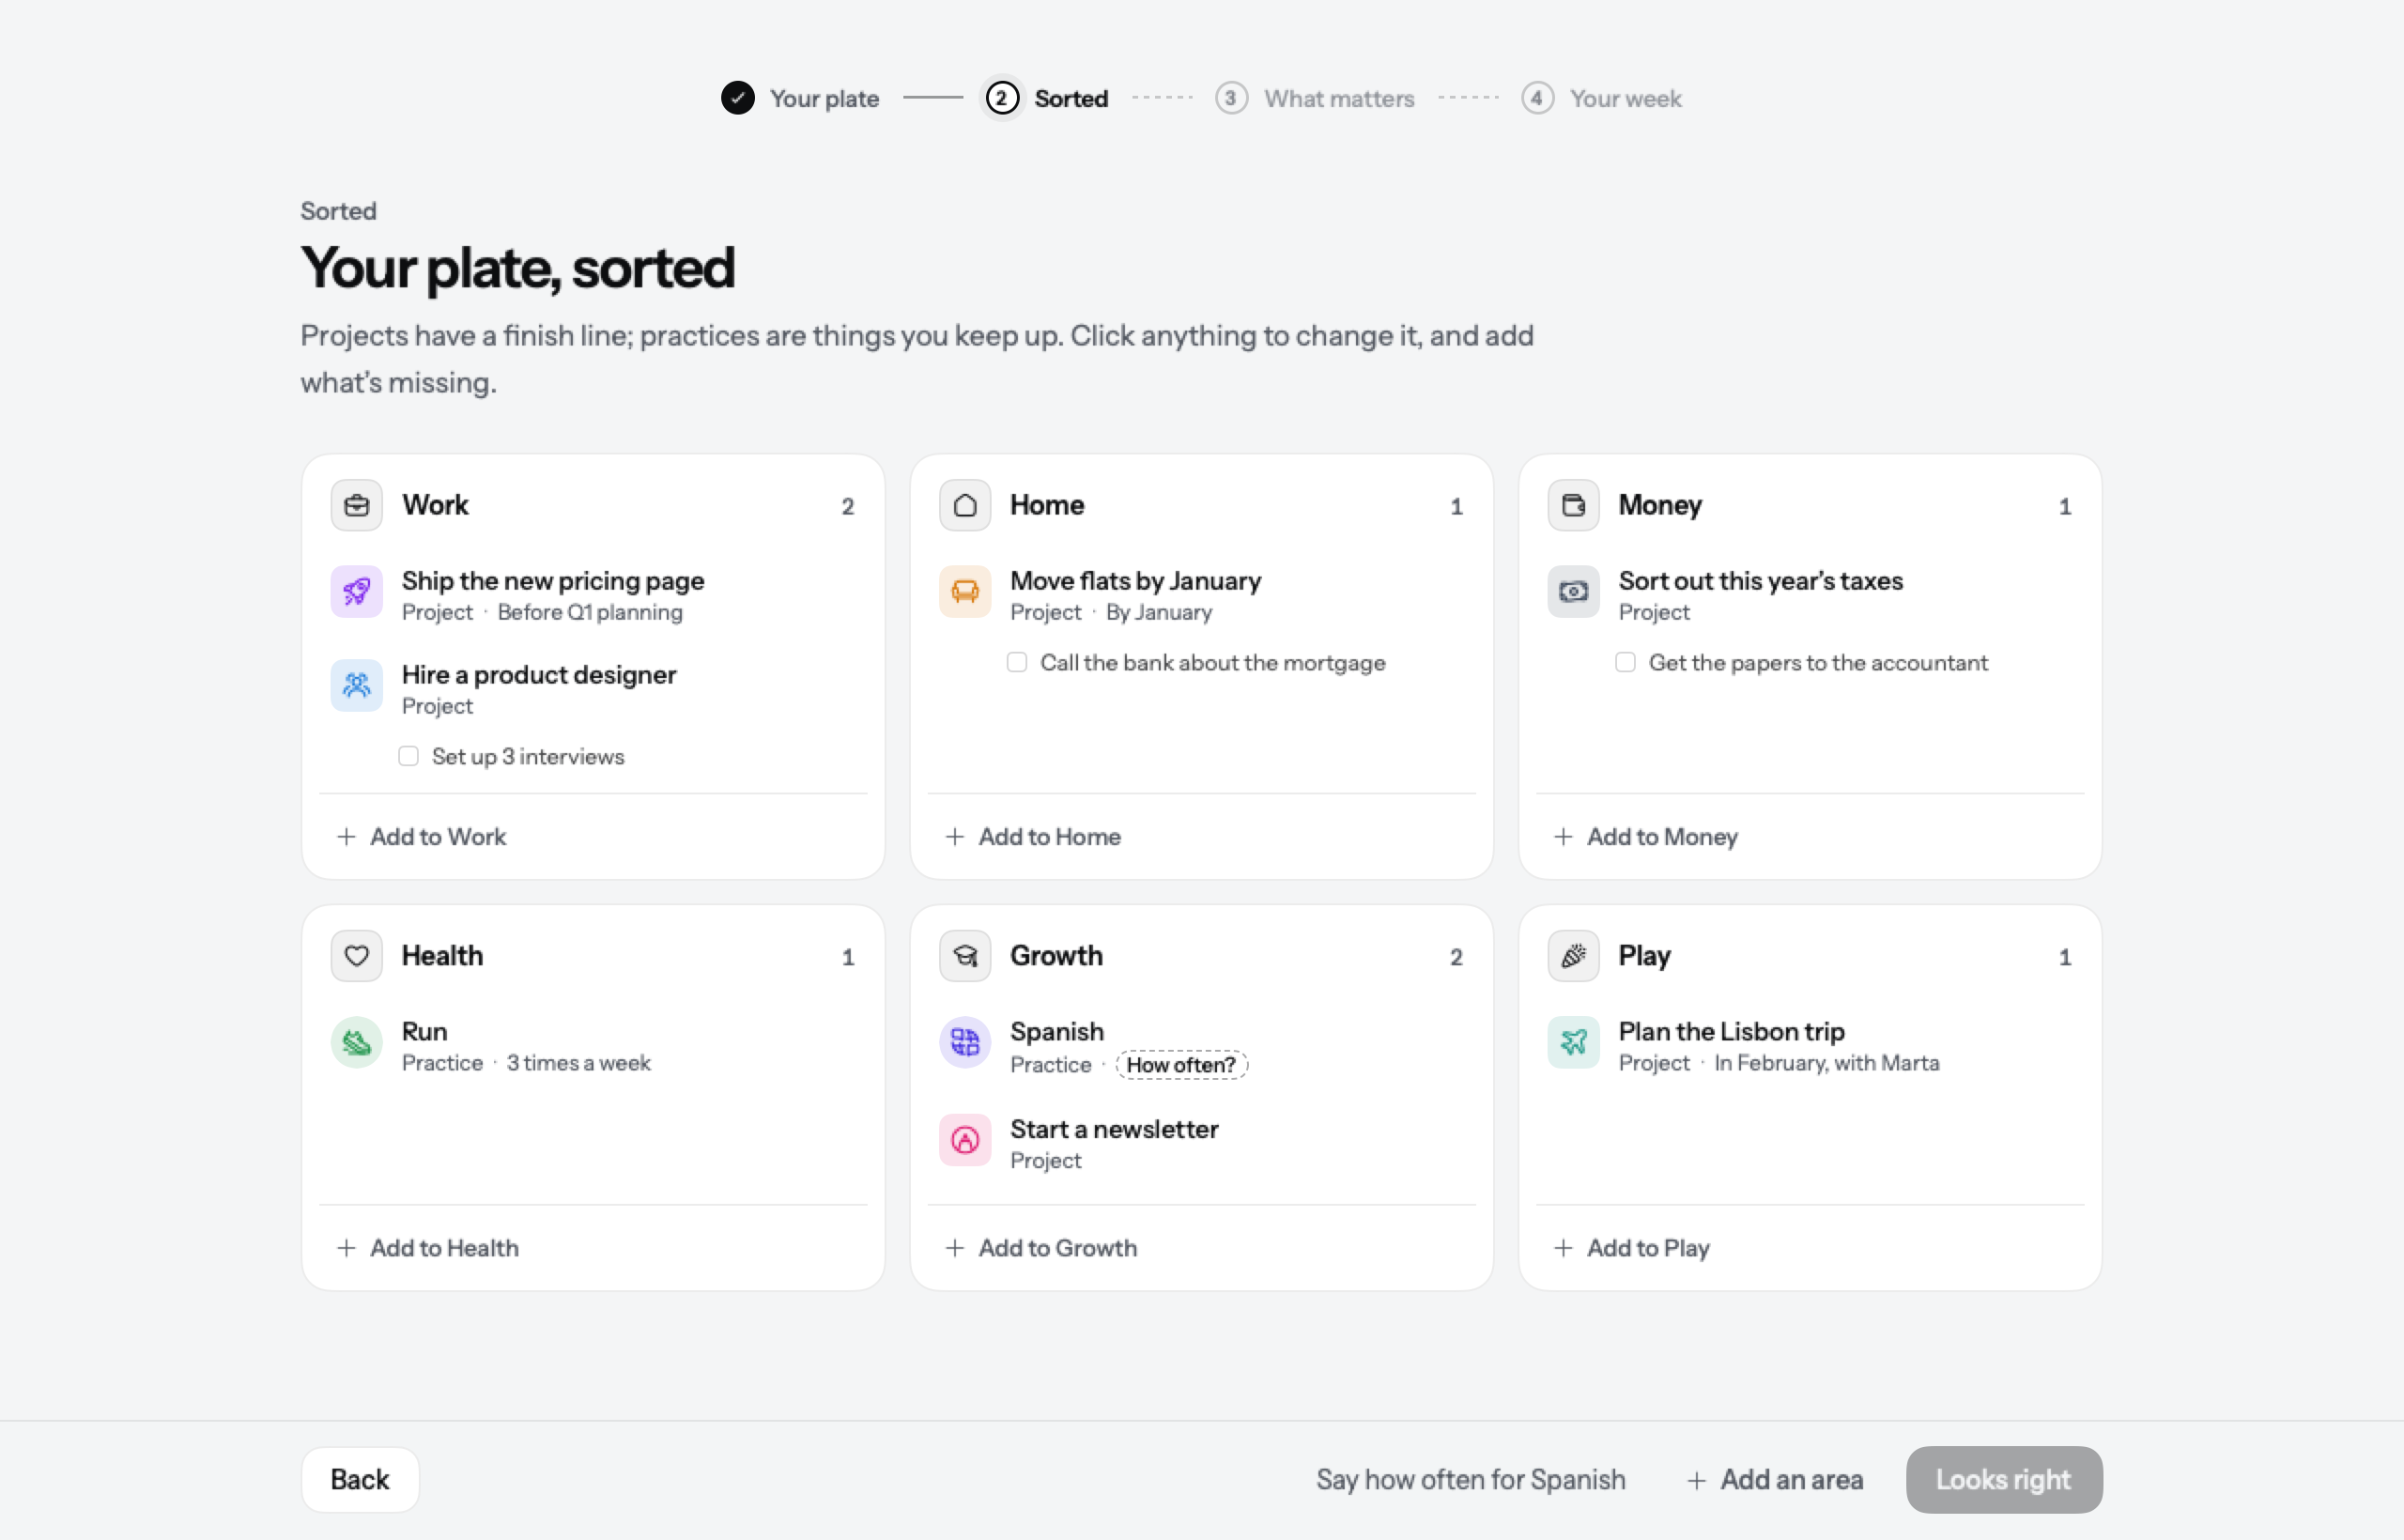 Your plate
2 Sorted
3 What matters
4 Your week
Sorted
Your plate, sorted
Projects have a finish line; practices are things you keep up. Click anything to change it, and add
what's missing.
Work 2
Ship the new pricing page
Project · Before Q1 planning
Hire a product designer
Project
Set up 3 interviews
+ Add to Work
Home 1
Move flats by January
Project · By January
Call the bank about the mortgage
+ Add to Home
Money 1
Sort out this year's taxes
Project
Get the papers to the accountant
+ Add to Money
Health 1
Run
Practice · 3 times a week
+ Add to Health
Growth 2
Spanish
Practice · How often?
Start a newsletter
Project
+ Add to Growth
Play 1
Plan the Lisbon trip
Project · In February, with Marta
+ Add to Play
Back
Say how often for Spanish
+ Add an area
Looks right